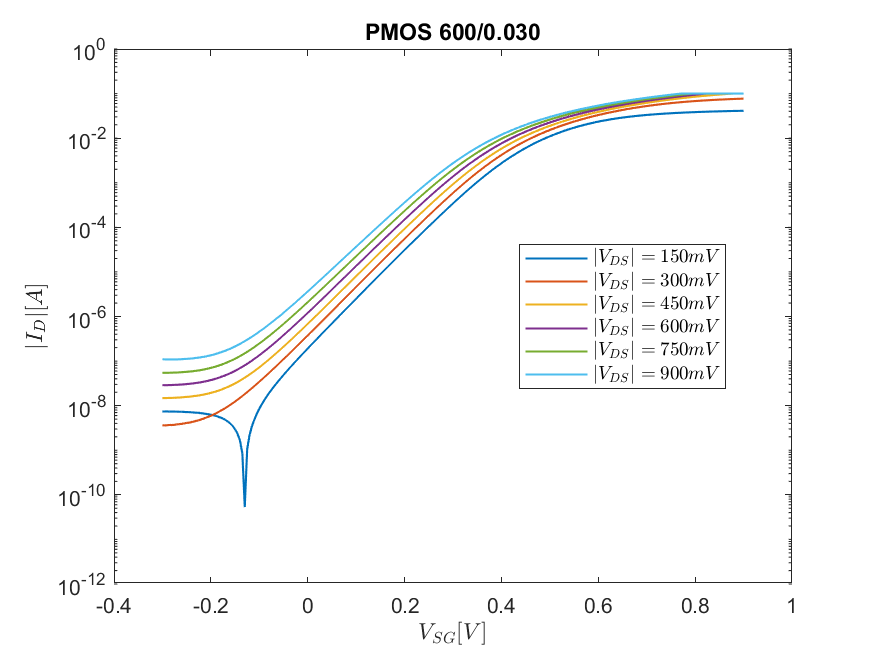 PMOS 600/0.030
10^0
10^-2
10^-4
10^-6
10^-8
10^-10
10^-12
|I_D|[A]
|V_DS| = 150mV
|V_DS| = 300mV
|V_DS| = 450mV
|V_DS| = 600mV
|V_DS| = 750mV
|V_DS| = 900mV
-0.4 -0.2 0 0.2 0.4 0.6 0.8 1
V_SG[V]